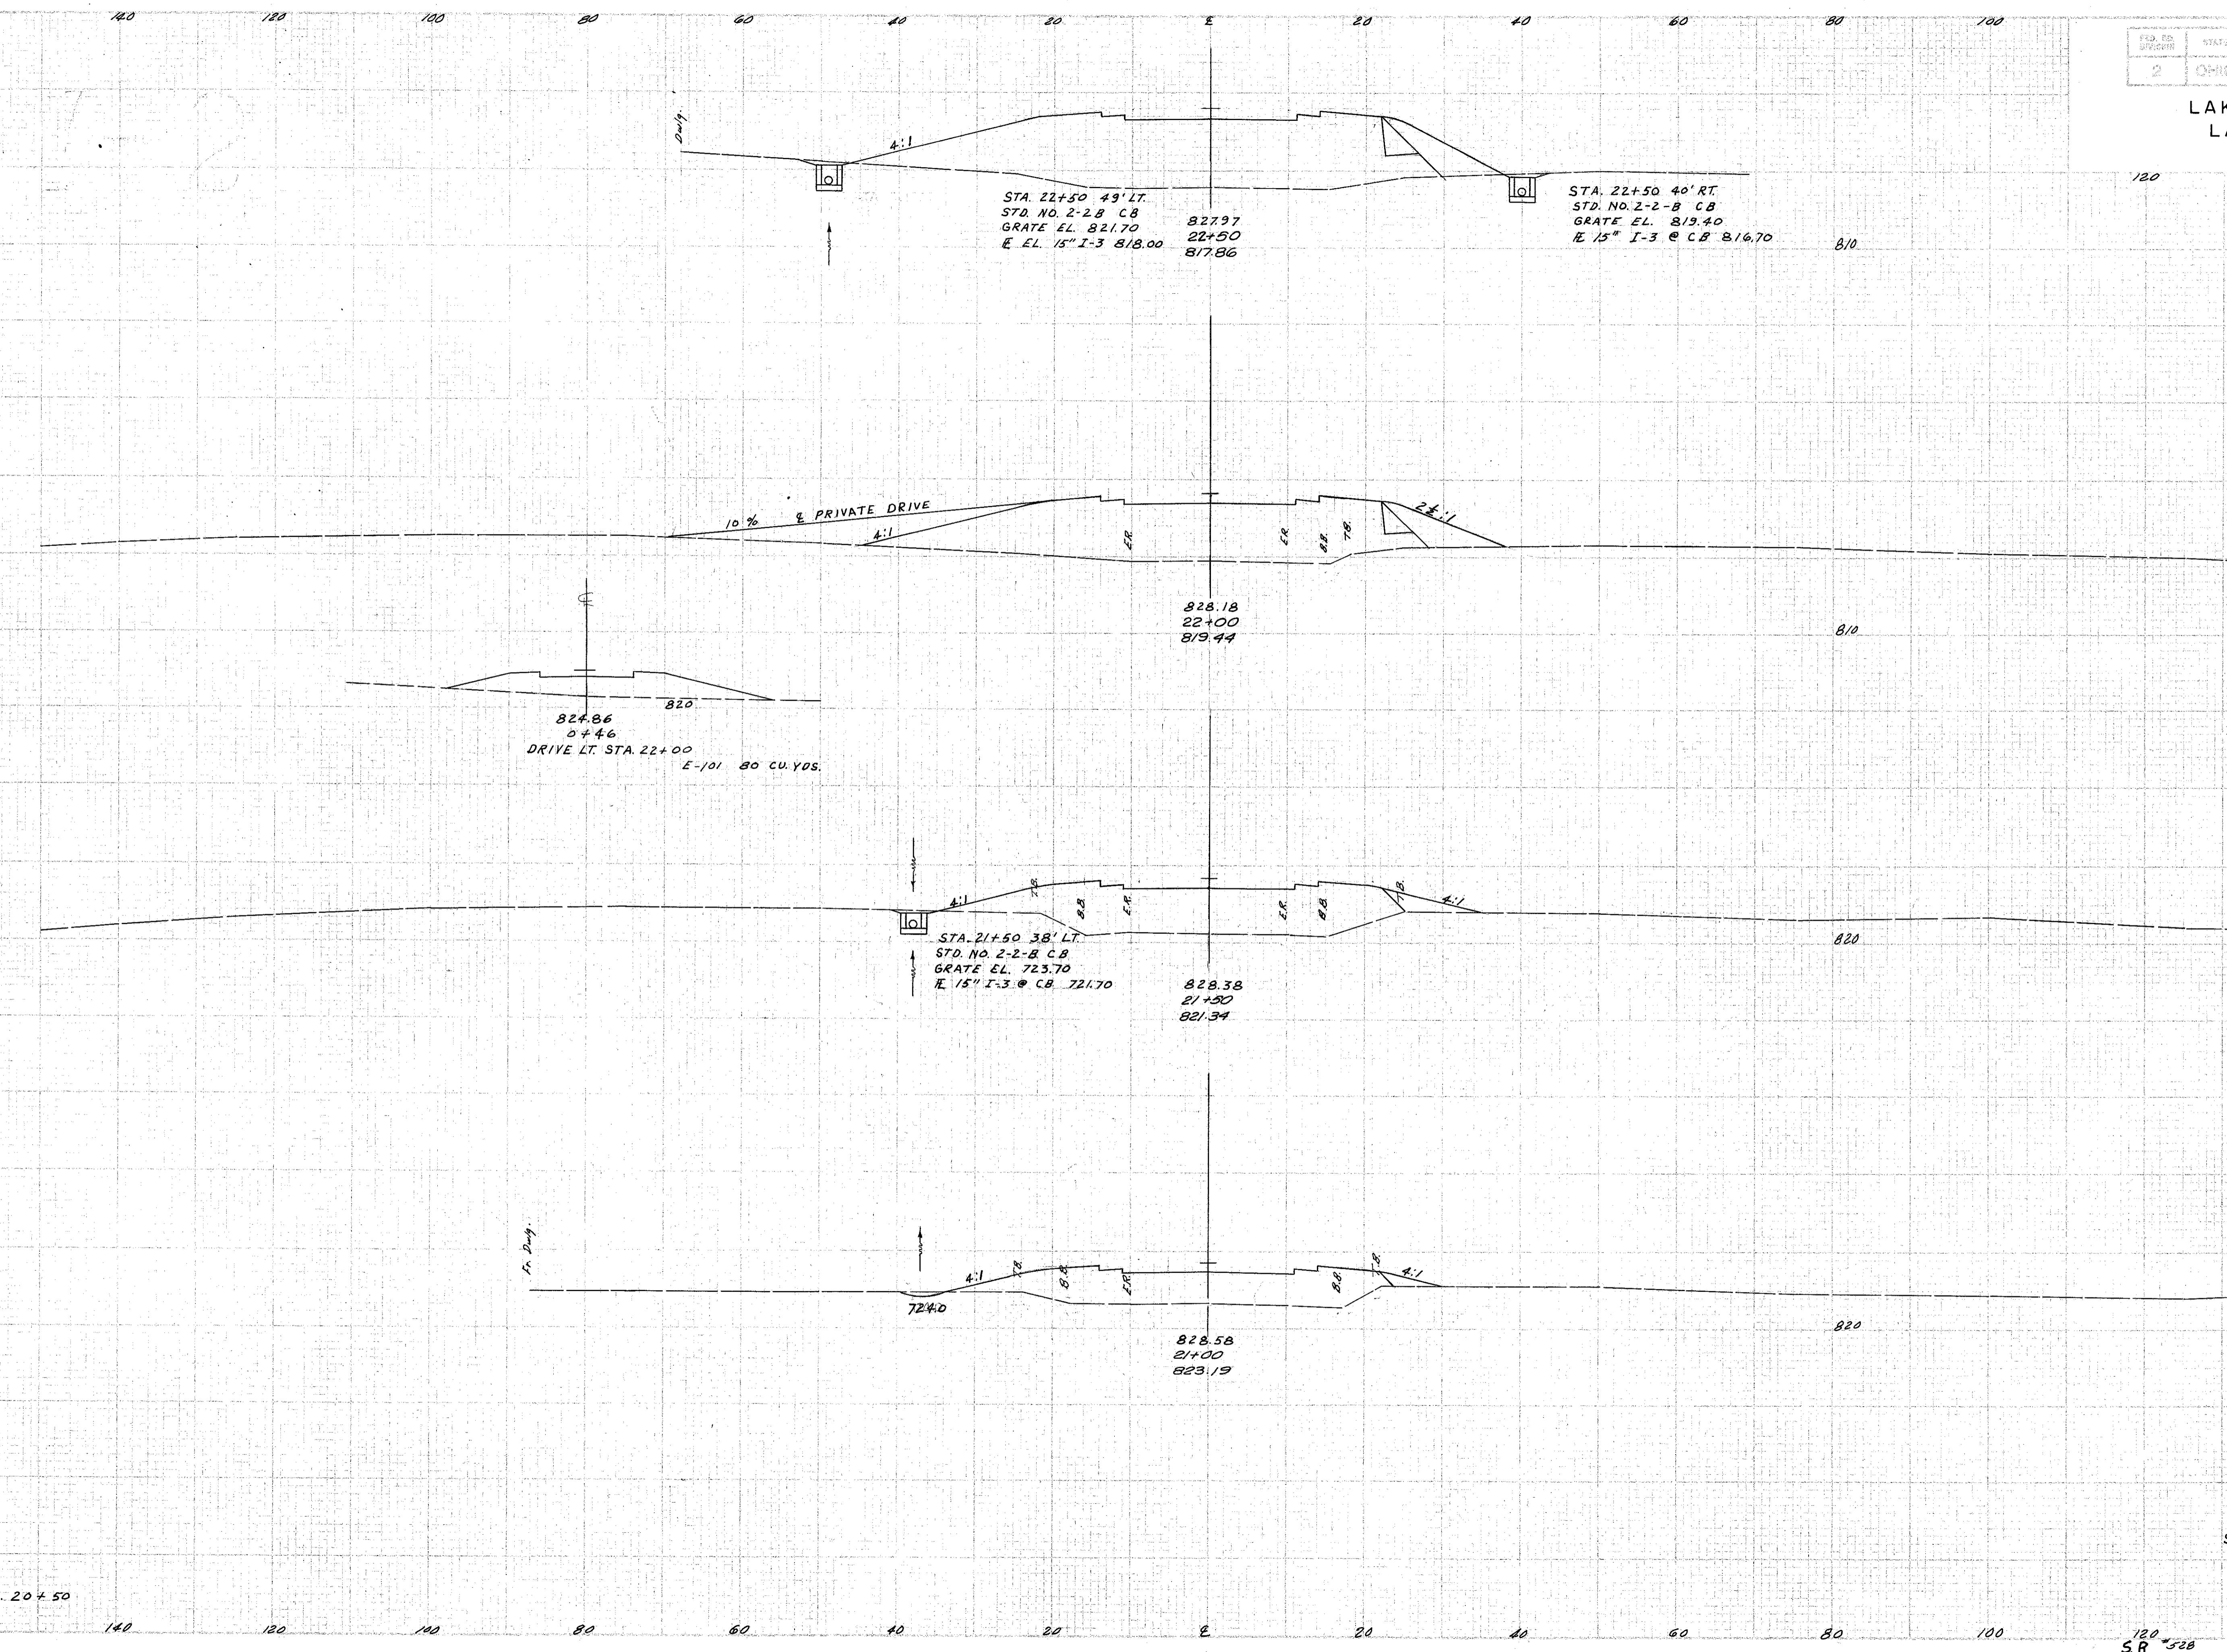 140 120 100 80 60 40 20 ℄ 20 40 60 80 100
2
Dwlg.
4:1
120
STA. 22+50 49' LT.
STD. NO. 2-2B CB
GRATE EL. 821.70
℄ EL. 15" I-3 818.00
827.97
22+50
817.86
STA. 22+50 40' RT.
STD. NO. 2-2-B CB
GRATE EL. 819.40
℄ 15" I-3 @ CB 816.70
810
10% ℄ PRIVATE DRIVE
4:1
E.R.
E.R.
B.B.
T.B.
2½:1
828.18
22+00
819.44
810
℄
820
824.86
0+46
DRIVE LT. STA. 22+00
E-101 80 CU. YDS.
4:1
T.B.
B.B.
E.R.
E.R.
B.B.
T.B.
4:1
STA. 21+50 38' LT.
STD. NO. 2-2-B CB
GRATE EL. 723.70
℄ 15" I-3 @ CB 721.70
828.38
21+50
821.34
820
Fr. Dwlg.
4:1
T.B.
B.B.
E.R.
B.B.
T.B.
4:1
724.0
828.58
21+00
823.19
820
20+50
140 120 100 80 60 40 20 ℄ 20 40 60 80 100 120
S.R. #528